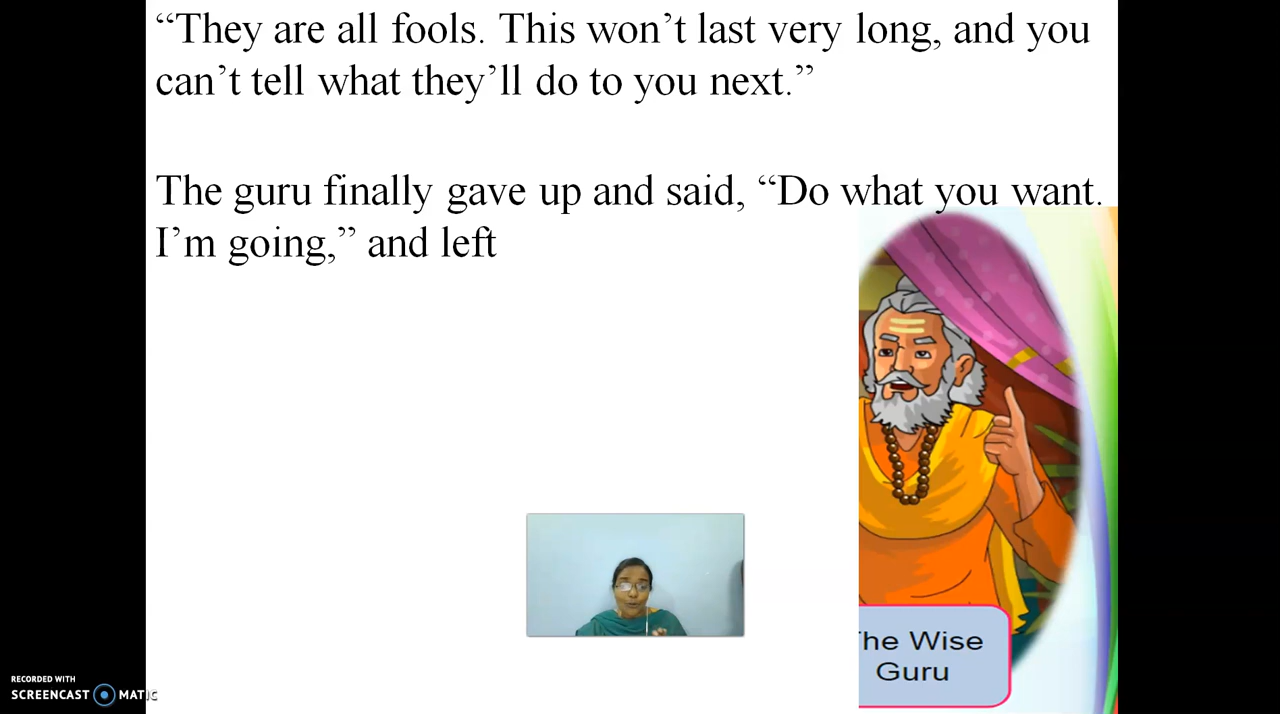 “They are all fools. This won’t last very long, and you
can’t tell what they’ll do to you next.”
The guru finally gave up and said, “Do what you want.
I’m going,” and left
he Wise
Guru
RECORDED WITH
SCREENCAST MATIC